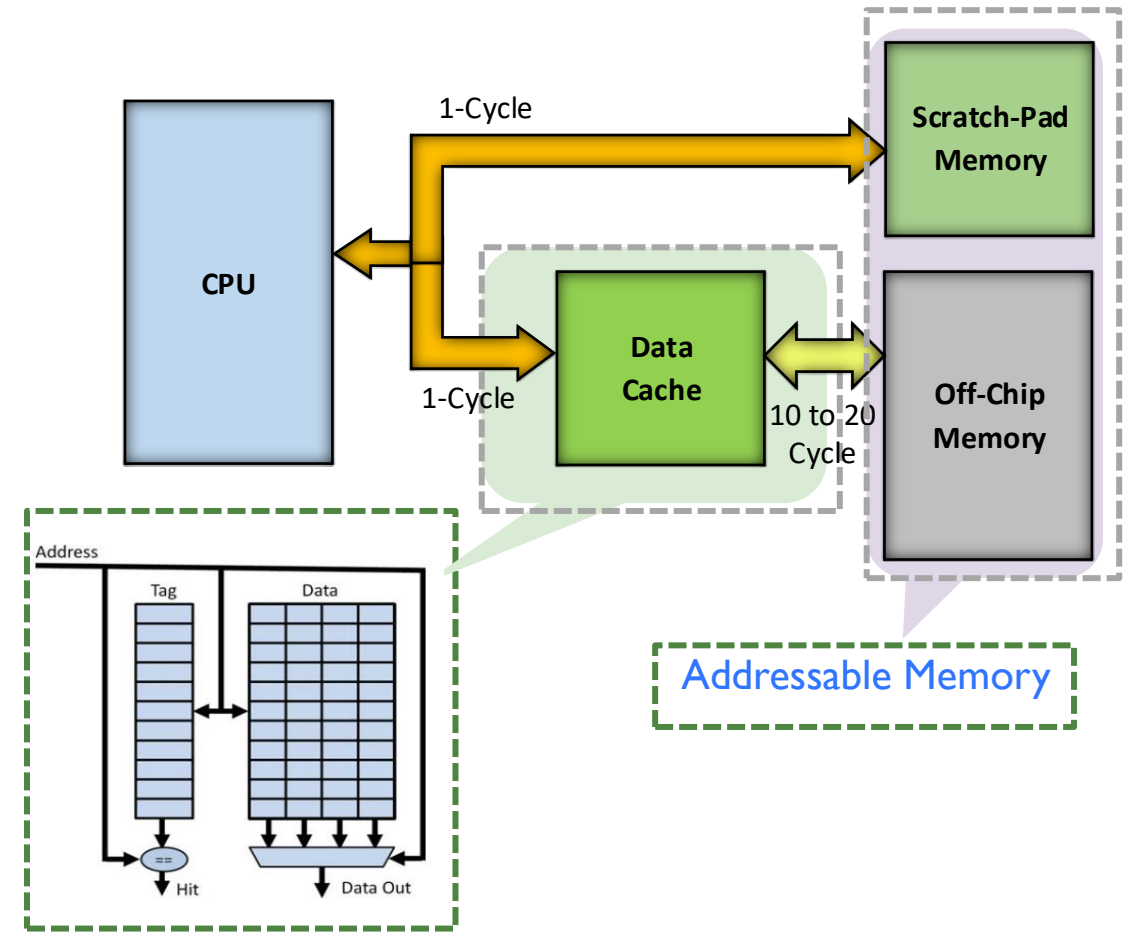 1-Cycle
Scratch-Pad
Memory
CPU
Data
Cache
1-Cycle
10 to 20
Cycle
Off-Chip
Memory
Address
Tag
Data
==
Hit
Data Out
Addressable Memory